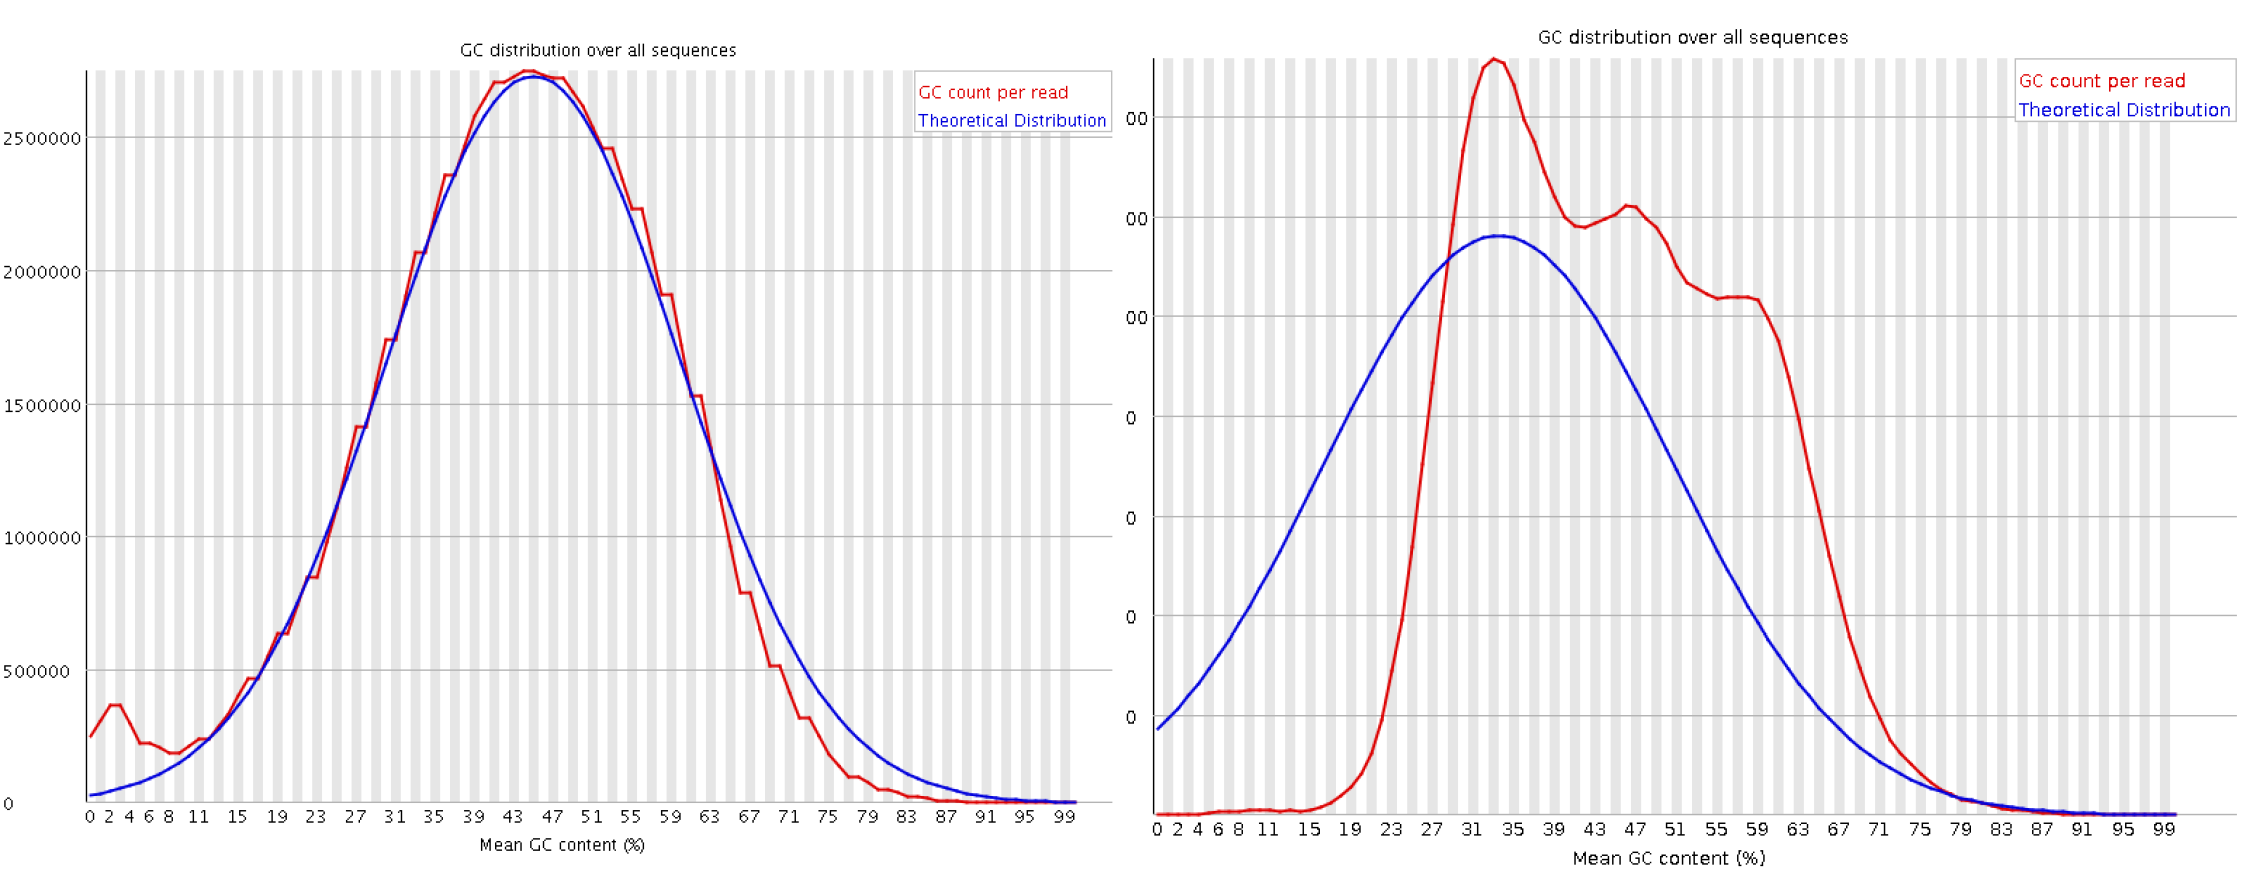 GC distribution over all sequences
GC count per read
Theoretical Distribution
2500000
2000000
1500000
1000000
500000
0
0 2 4 6 8 11 15 19 23 27 31 35 39 43 47 51 55 59 63 67 71 75 79 83 87 91 95 99
Mean GC content (%)
GC distribution over all sequences
GC count per read
Theoretical Distribution
00
00
00
0
0
0
0
0 2 4 6 8 11 15 19 23 27 31 35 39 43 47 51 55 59 63 67 71 75 79 83 87 91 95 99
Mean GC content (%)